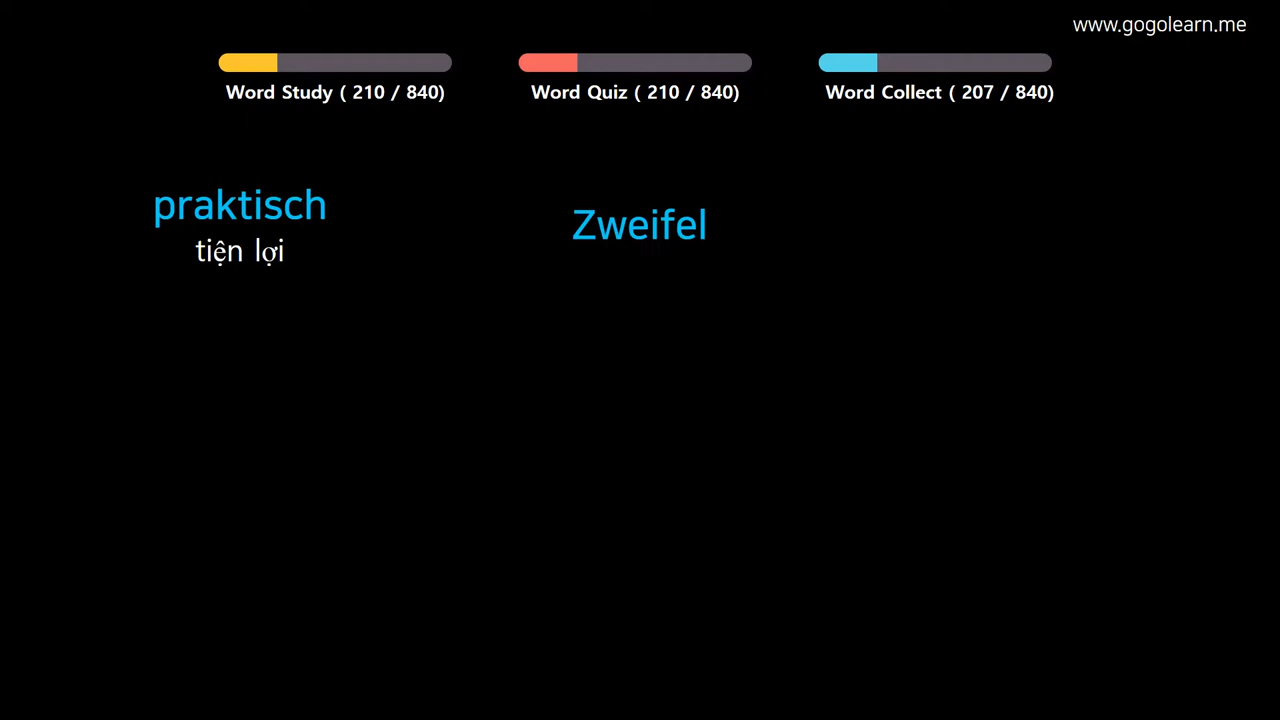 www.gogolearn.me
Word Study ( 210 / 840)
Word Quiz ( 210 / 840)
Word Collect ( 207 / 840)
praktisch
tiện lợi
Zweifel